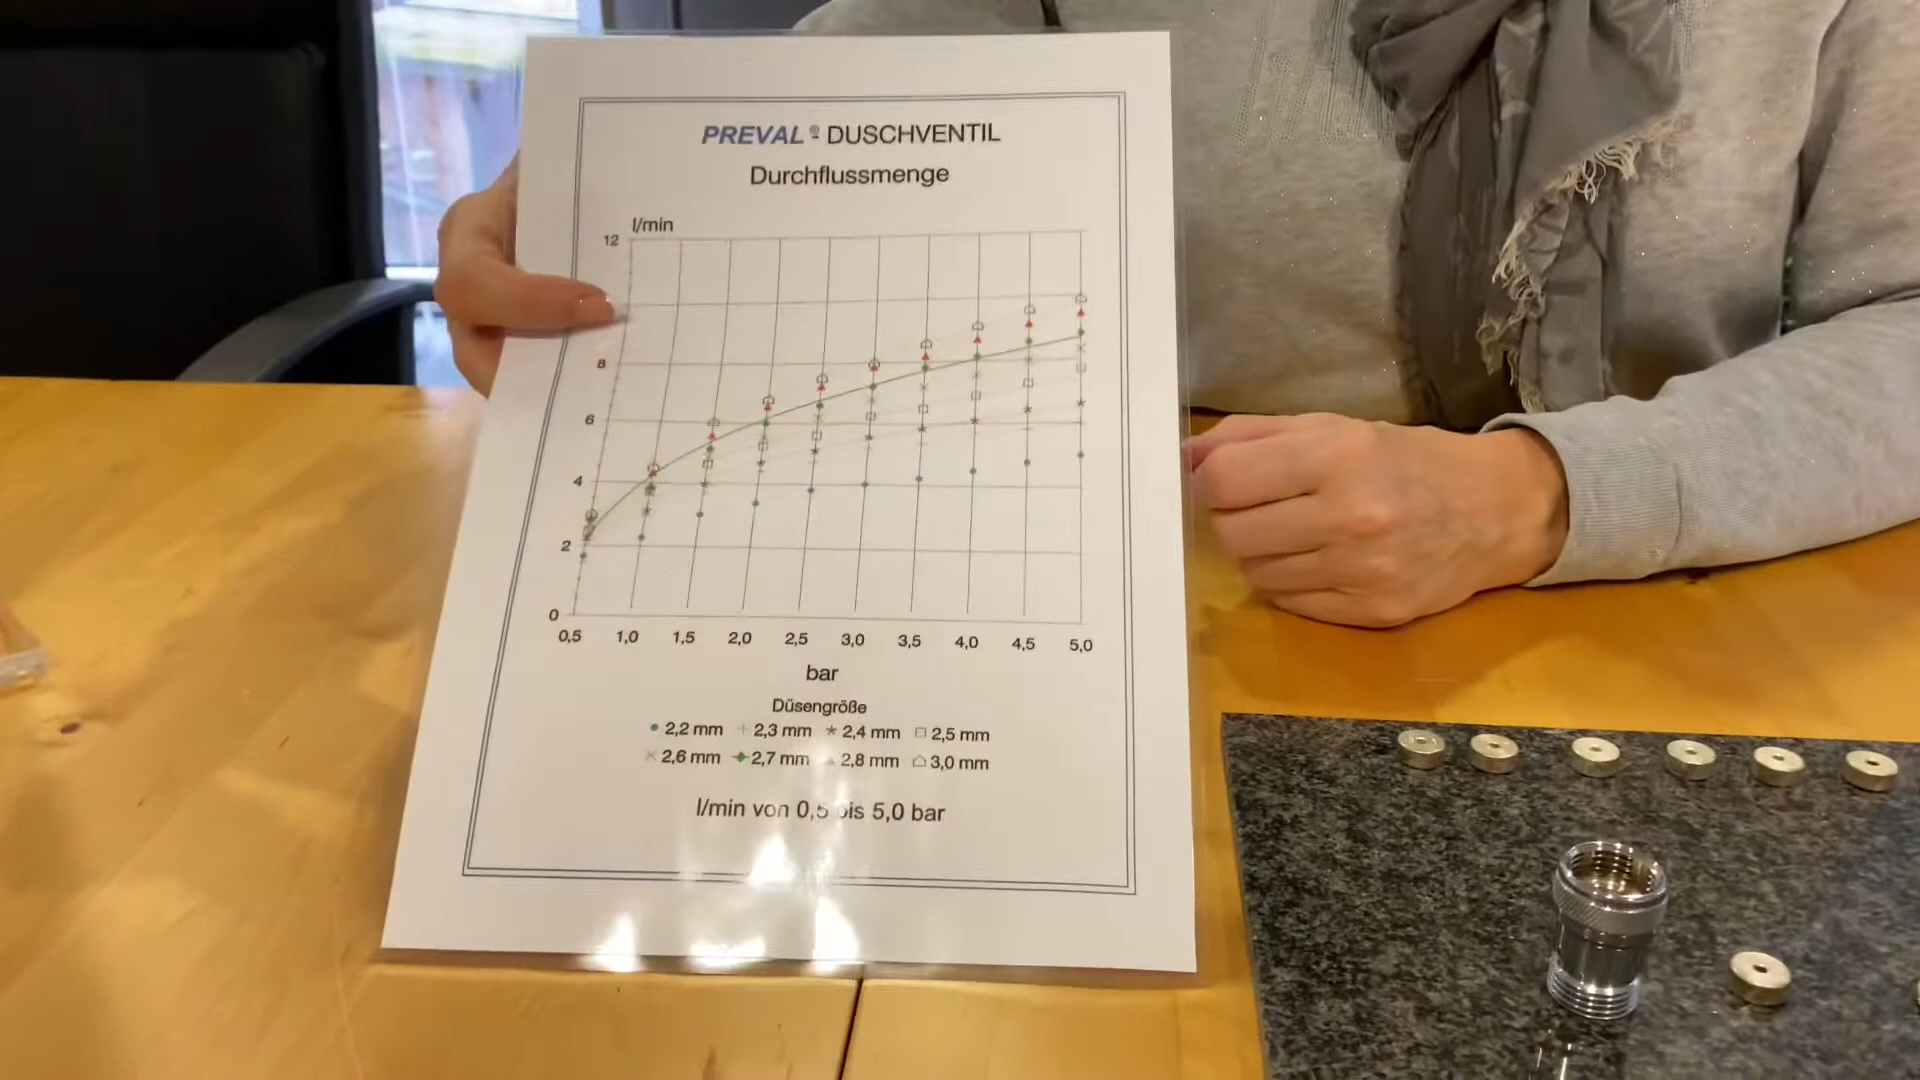 PREVAL®- DUSCHVENTIL
Durchflussmenge
l/min
12
8
6
4
2
0
0,5 1,0 1,5 2,0 2,5 3,0 3,5 4,0 4,5 5,0
bar
Düsengröße
2,2 mm 2,3 mm 2,4 mm 2,5 mm
2,6 mm 2,7 mm 2,8 mm 3,0 mm
l/min von 0,5 bis 5,0 bar